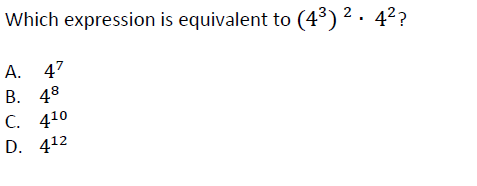 Which expression is equivalent to (4³)² · 4²?
A. 4⁷
B. 4⁸
C. 4¹⁰
D. 4¹²